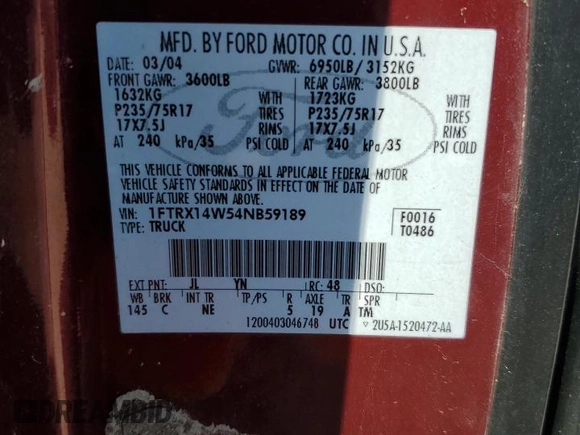 MFD. BY FORD MOTOR CO. IN U.S.A.
DATE: 03/04 GVWR: 6950LB/ 3152KG
FRONT GAWR: 3600LB REAR GAWR: 3800LB
1632KG WITH 1723KG WITH
P235/75R17 TIRES P235/75R17 TIRES
17X7.5J RIMS 17X7.5J RIMS
AT 240 kPa/35 PSI COLD AT 240 kPa/35 PSI COLD
Ford
THIS VEHICLE CONFORMS TO ALL APPLICABLE FEDERAL MOTOR
VEHICLE SAFETY STANDARDS IN EFFECT ON THE DATE OF
MANUFACTURE SHOWN ABOVE.
VIN: 1FTRX14W54NB59189 F0016
TYPE: TRUCK T0486
EXT PNT: JL YN RC: 48 DSO:
WB BRK INT TR TP/PS R AXLE TR SPR
145 C NE 5 19 A TM
1200403046748 UTC ▽ 2U5A-1520472-AA
DREAMBID